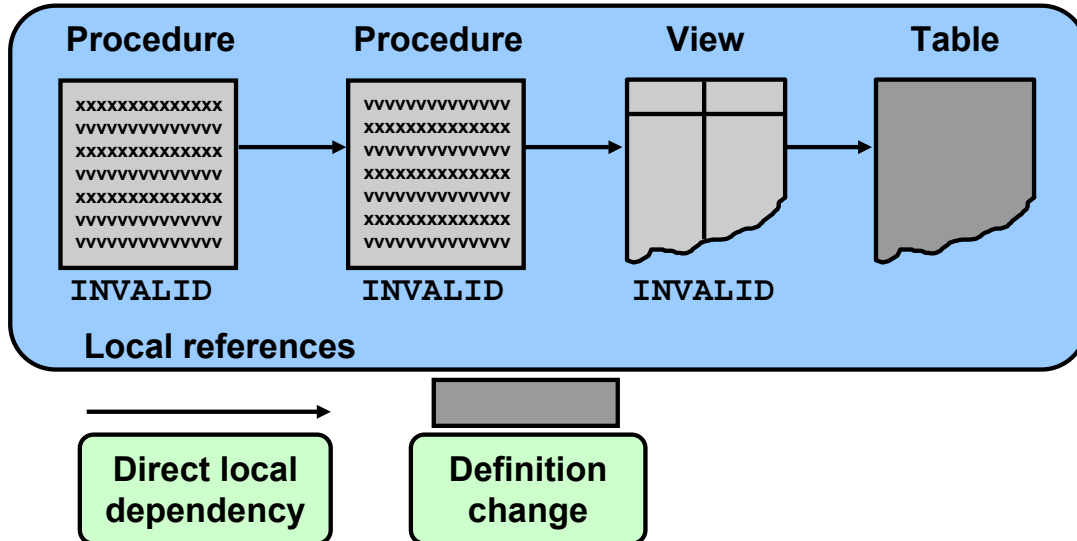 Procedure Procedure View Table
xxxxxxxxxxxxxx
vvvvvvvvvvvvvv
xxxxxxxxxxxxxx
vvvvvvvvvvvvvv
xxxxxxxxxxxxxx
vvvvvvvvvvvvvv
vvvvvvvvvvvvvv
vvvvvvvvvvvvvv
xxxxxxxxxxxxxx
vvvvvvvvvvvvvv
xxxxxxxxxxxxxx
vvvvvvvvvvvvvv
xxxxxxxxxxxxxx
vvvvvvvvvvvvvv
INVALID INVALID INVALID
Local references
Direct local
dependency
Definition
change